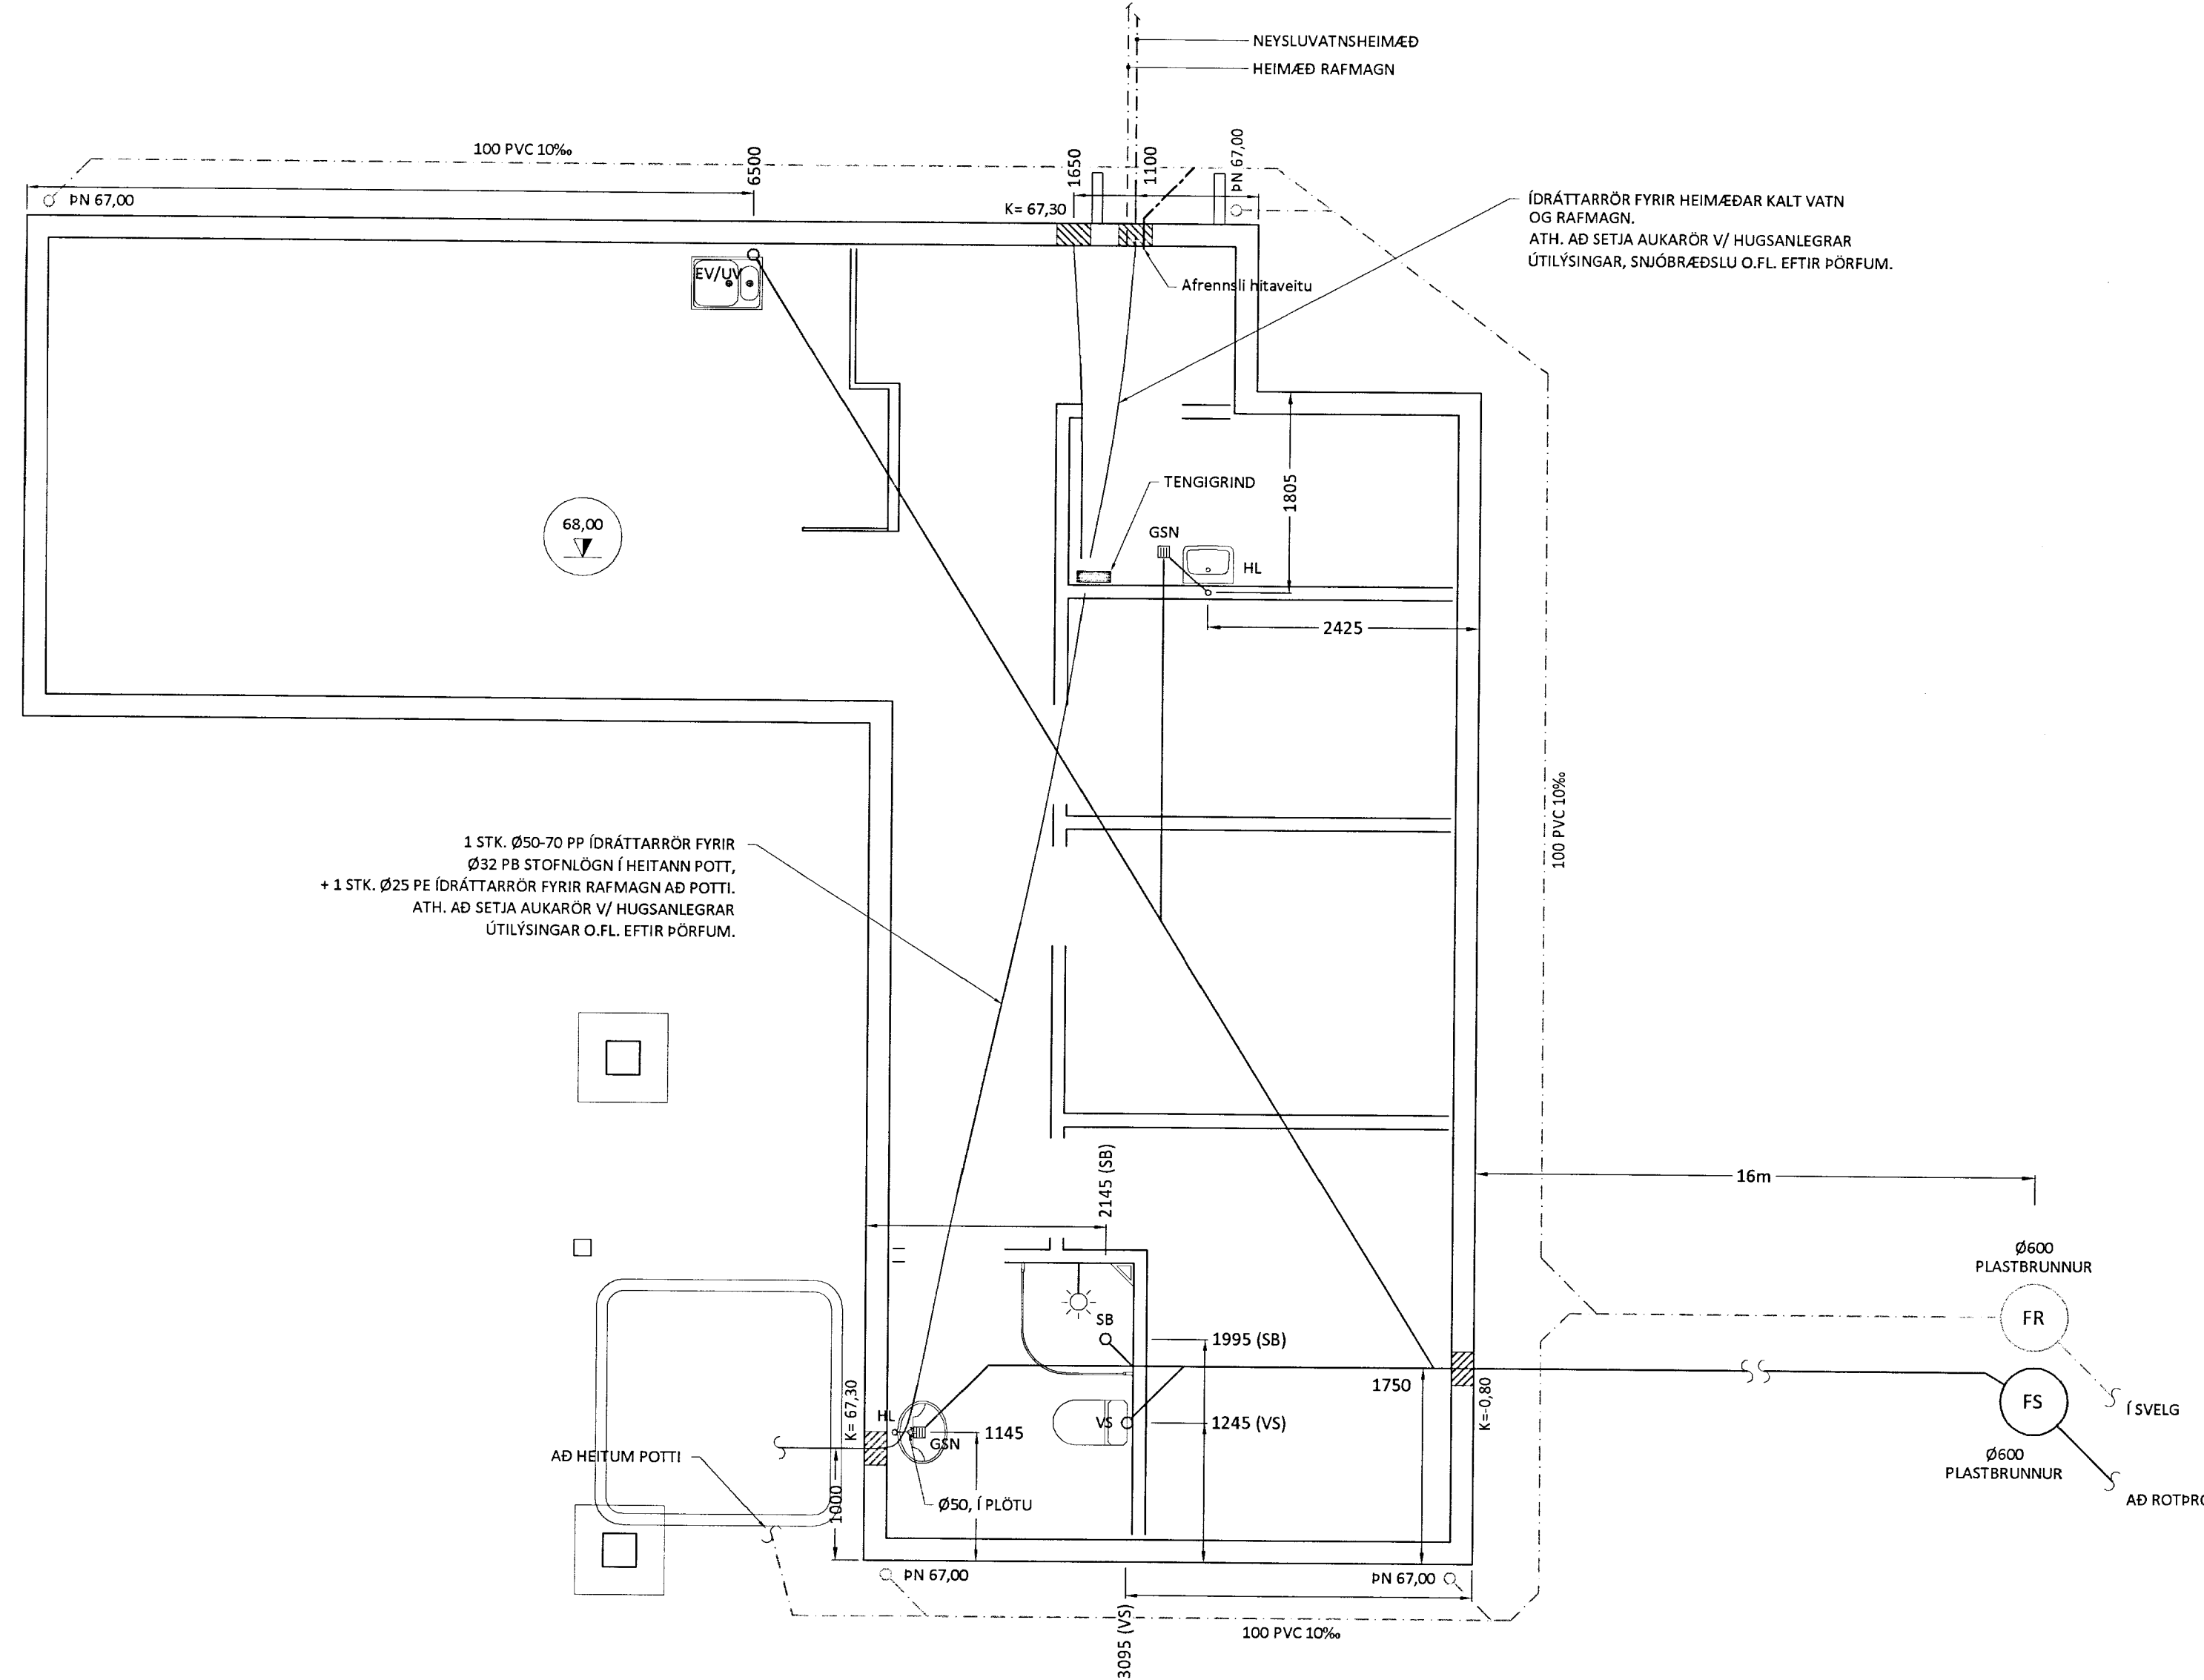 NEYSLUVATNSHEIMÆÐ
HEIMÆÐ RAFMAGN
100 PVC 10‰
6500
1650
1100
ÞN 67,00
ÞN 67,00
K= 67,30
ÍDRÁTTARRÖR FYRIR HEIMÆÐAR KALT VATN
OG RAFMAGN.
ATH. AÐ SETJA AUKARÖR V/ HUGSANLEGRAR
ÚTILÝSINGAR, SNJÓBRÆÐSLU O.FL. EFTIR ÞÖRFUM.
EV/UV
Afrennsli hitaveitu
TENGIGRIND
1805
68,00
GSN
HL
2425
100 PVC 10‰
1 STK. Ø50-70 PP ÍDRÁTTARRÖR FYRIR
Ø32 PB STOFNLÖGN Í HEITANN POTT,
+ 1 STK. Ø25 PE ÍDRÁTTARRÖR FYRIR RAFMAGN AÐ POTTI.
ATH. AÐ SETJA AUKARÖR V/ HUGSANLEGRAR
ÚTILÝSINGAR O.FL. EFTIR ÞÖRFUM.
2145 (SB)
16m
Ø600
PLASTBRUNNUR
FR
SB
1995 (SB)
1750
K=-0,80
K= 67,30
HL
GSN
1145
VS
1245 (VS)
FS
Í SVELG
Ø600
PLASTBRUNNUR
AÐ HEITUM POTTI
1000
Ø50, Í PLÖTU
AÐ ROTÞR
ÞN 67,00
ÞN 67,00
3095 (VS)
100 PVC 10‰